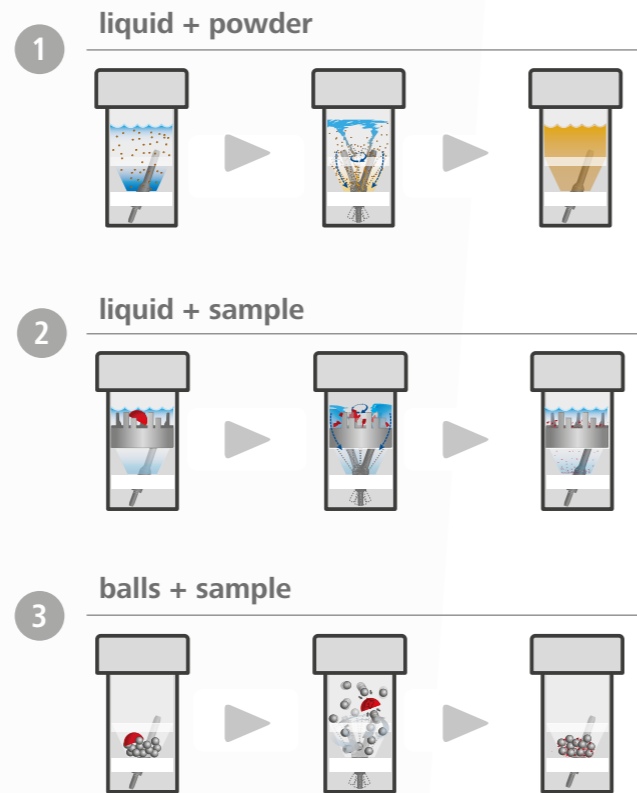 1
liquid + powder
2
liquid + sample
3
balls + sample